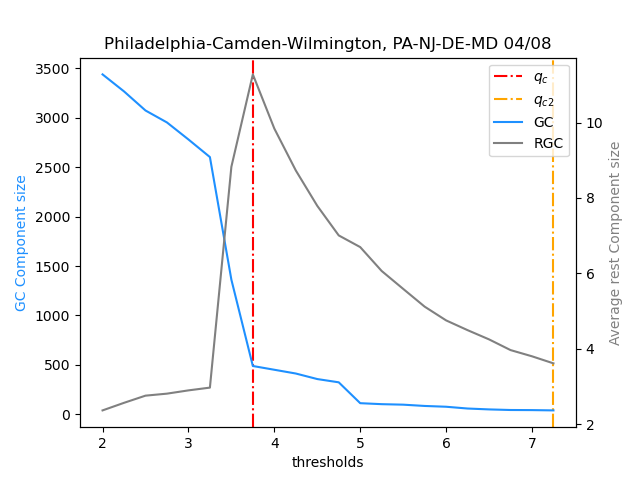 Philadelphia-Camden-Wilmington, PA-NJ-DE-MD 04/08
GC Component size
3500
3000
2500
2000
1500
1000
500
0
2 3 4 5 6 7
thresholds
10
8
6
4
2
Average rest Component size
q_c
q_c2
GC
RGC